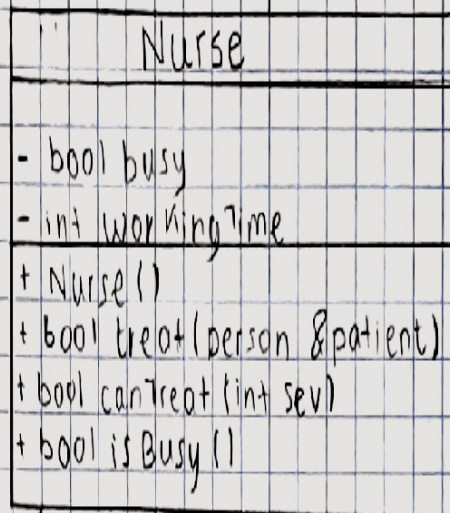 Nurse
- bool busy
- int workingTime
+ Nurse()
+ bool treat(person &patient)
+ bool canTreat(int sev)
+ bool isBusy()